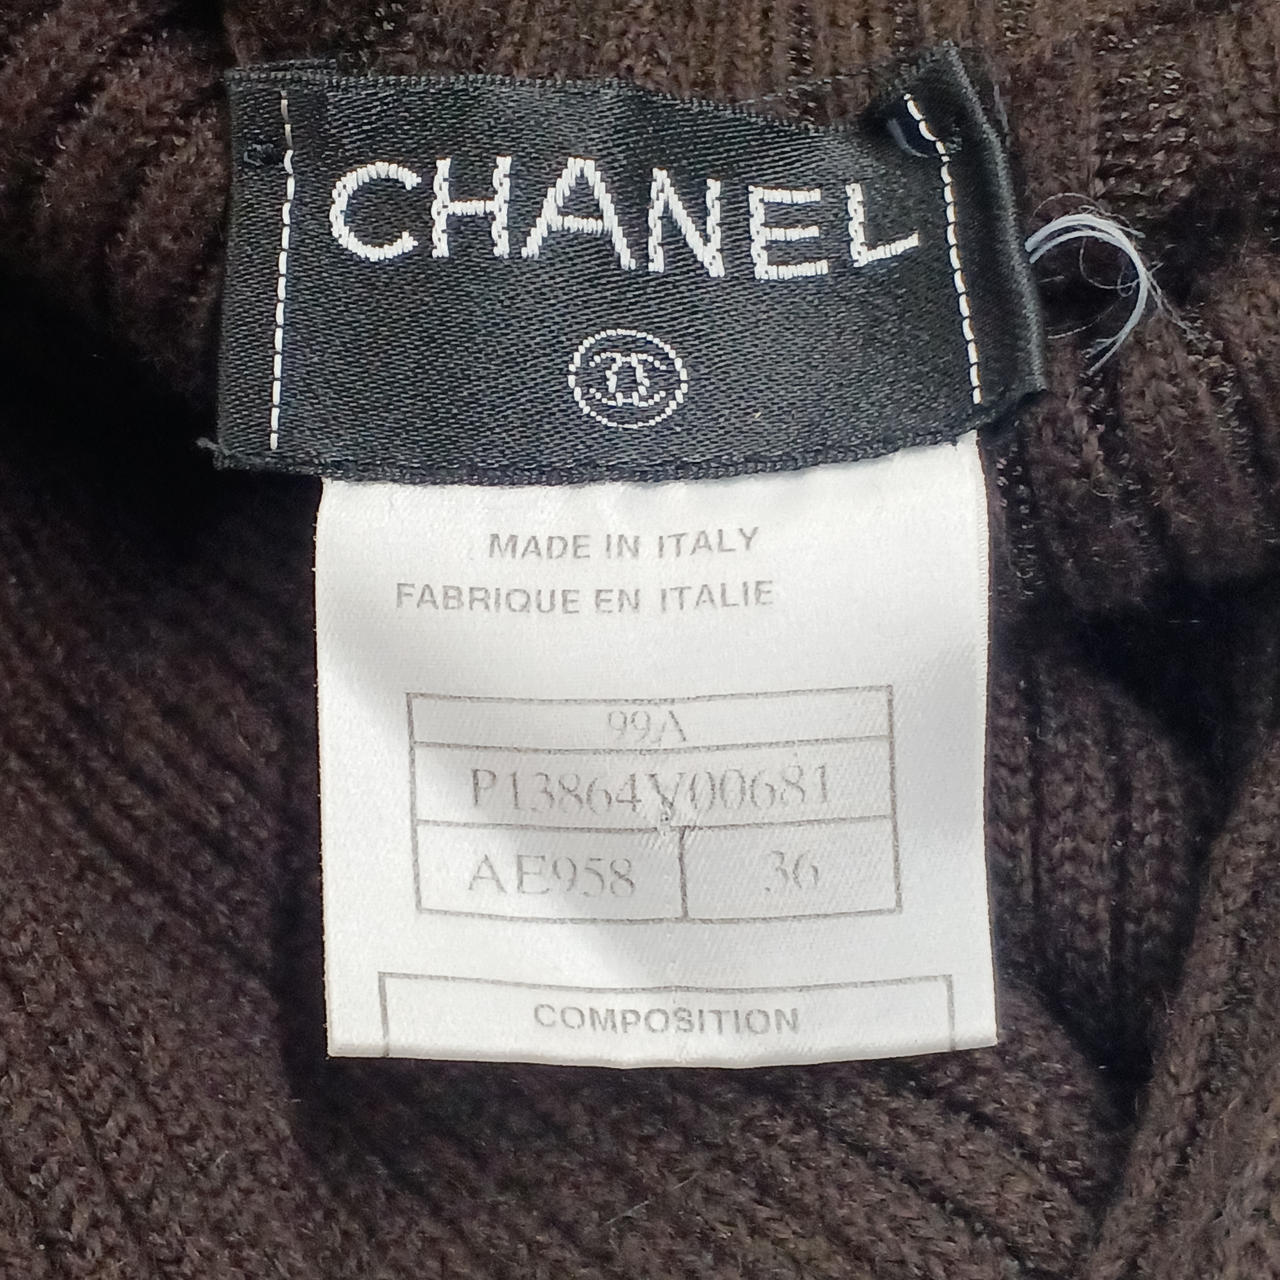 CHANEL
MADE IN ITALY
FABRIQUE EN ITALIE
99A
P13864V00681
AE958 36
COMPOSITION